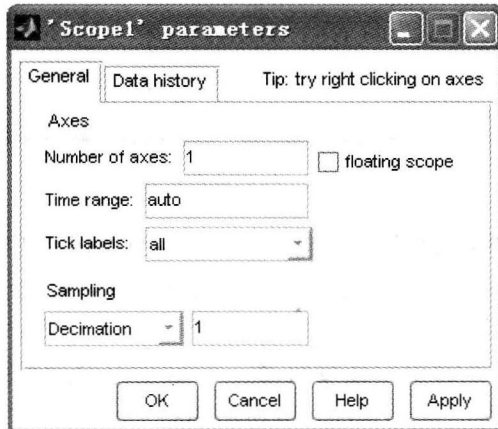 'Scope1' parameters
General Data history Tip: try right clicking on axes
Axes
Number of axes: 1 floating scope
Time range: auto
Tick labels: all
Sampling
Decimation 1
OK Cancel Help Apply